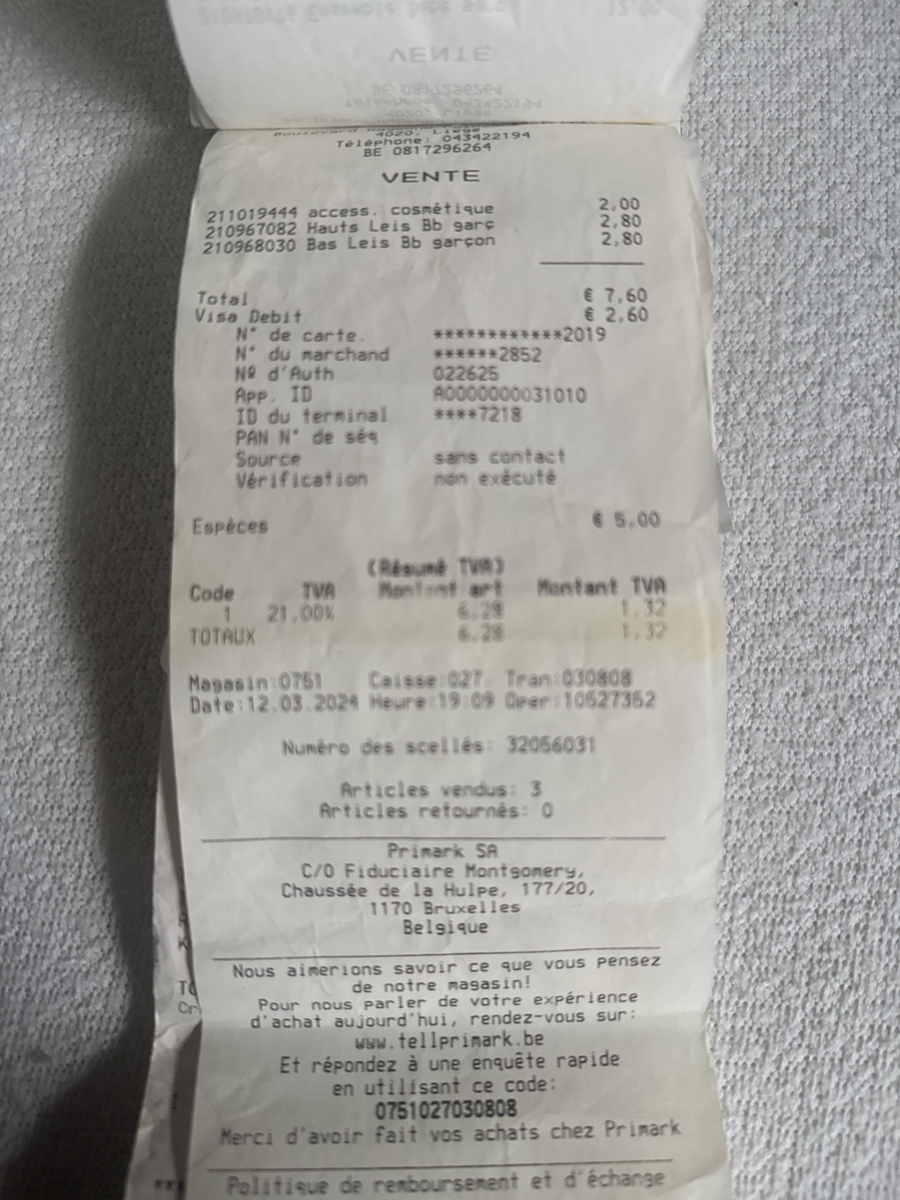 4020, Liège
Téléphone: 043422194
BE 0817296264
VENTE
211019444 access. cosmétique 2,00
210967082 Hauts Leis Bb garç 2,80
210968030 Bas Leis Bb garçon 2,80
Total € 7,60
Visa Debit € 2,60
N° de carte. ************2019
N° du marchand ******2852
Nº d'Auth 022625
App. ID A0000000031010
ID du terminal ****7218
PAN N° de séq
Source sans contact
Vérification non exécuté
Espèces € 5,00
(Résumé TVA)
Code TVA Montant art Montant TVA
1 21,00% 6,28 1,32
TOTAUX 6,28 1,32
Magasin:0751 Caisse:027 Tran:030808
Date:12.03.2024 Heure:19:09 Oper:10527352
Numéro des scellés: 32056031
Articles vendus: 3
Articles retournés: 0
Primark SA
C/O Fiduciaire Montgomery,
Chaussée de la Hulpe, 177/20,
1170 Bruxelles
Belgique
Nous aimerions savoir ce que vous pensez
de notre magasin!
Pour nous parler de votre expérience
d'achat aujourd'hui, rendez-vous sur:
www.tellprimark.be
Et répondez à une enquête rapide
en utilisant ce code:
0751027030808
Merci d'avoir fait vos achats chez Primark
Politique de remboursement et d'échange